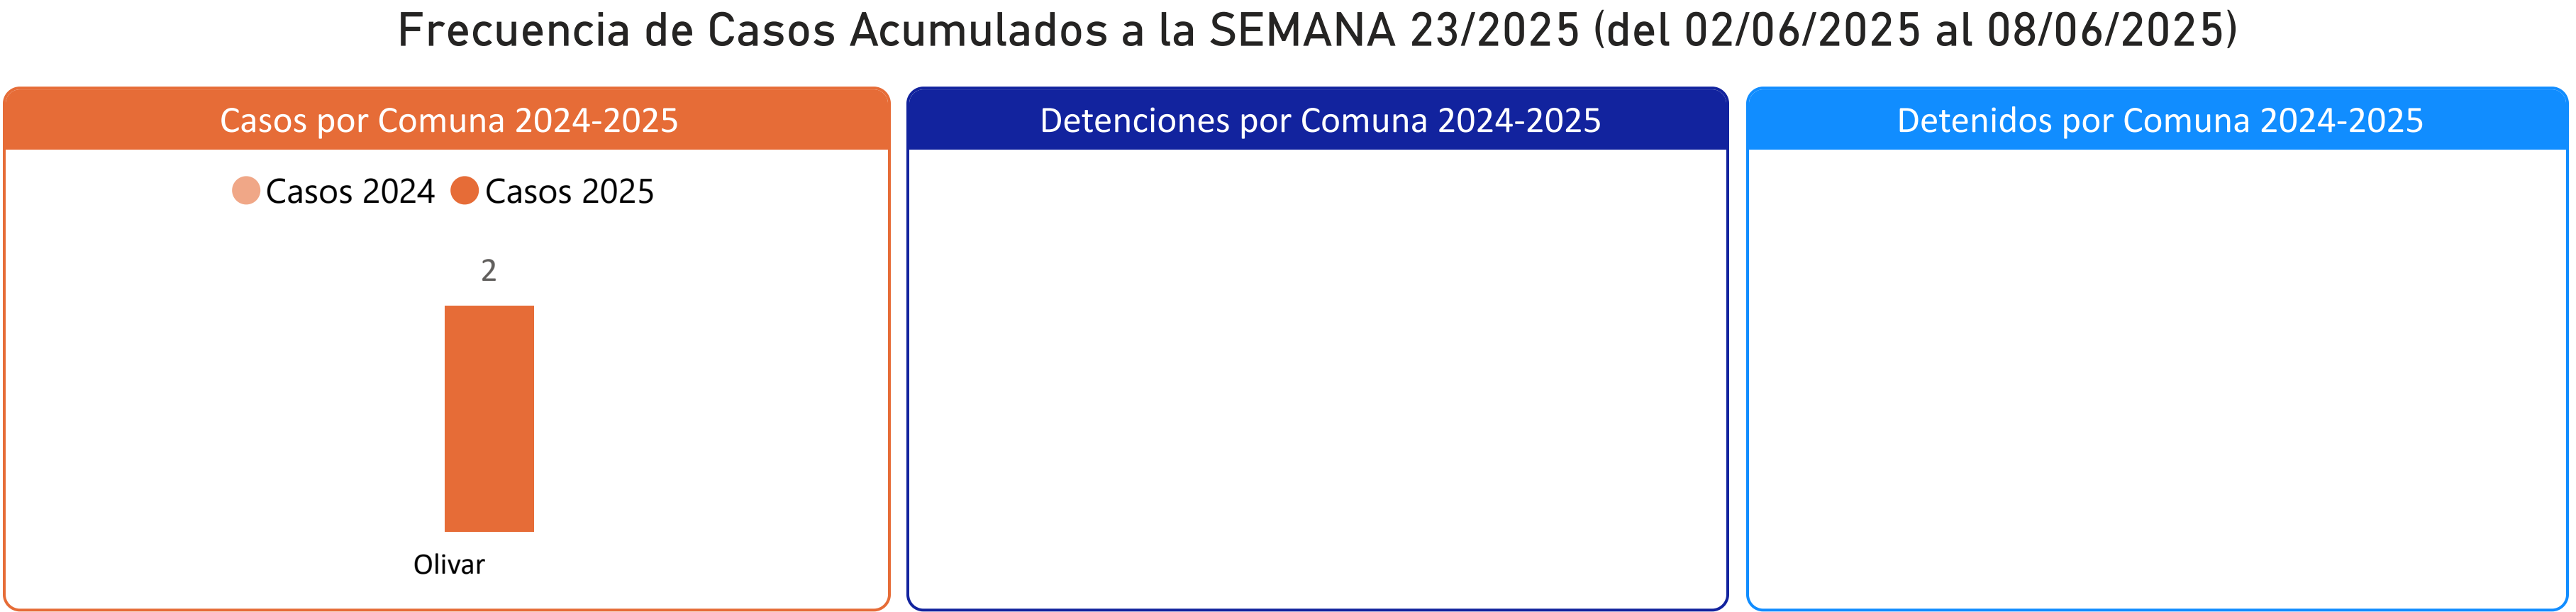 Frecuencia de Casos Acumulados a la SEMANA 23/2025 (del 02/06/2025 al 08/06/2025)
Casos por Comuna 2024-2025
Casos 2024 Casos 2025
2
Olivar
Detenciones por Comuna 2024-2025
Detenidos por Comuna 2024-2025